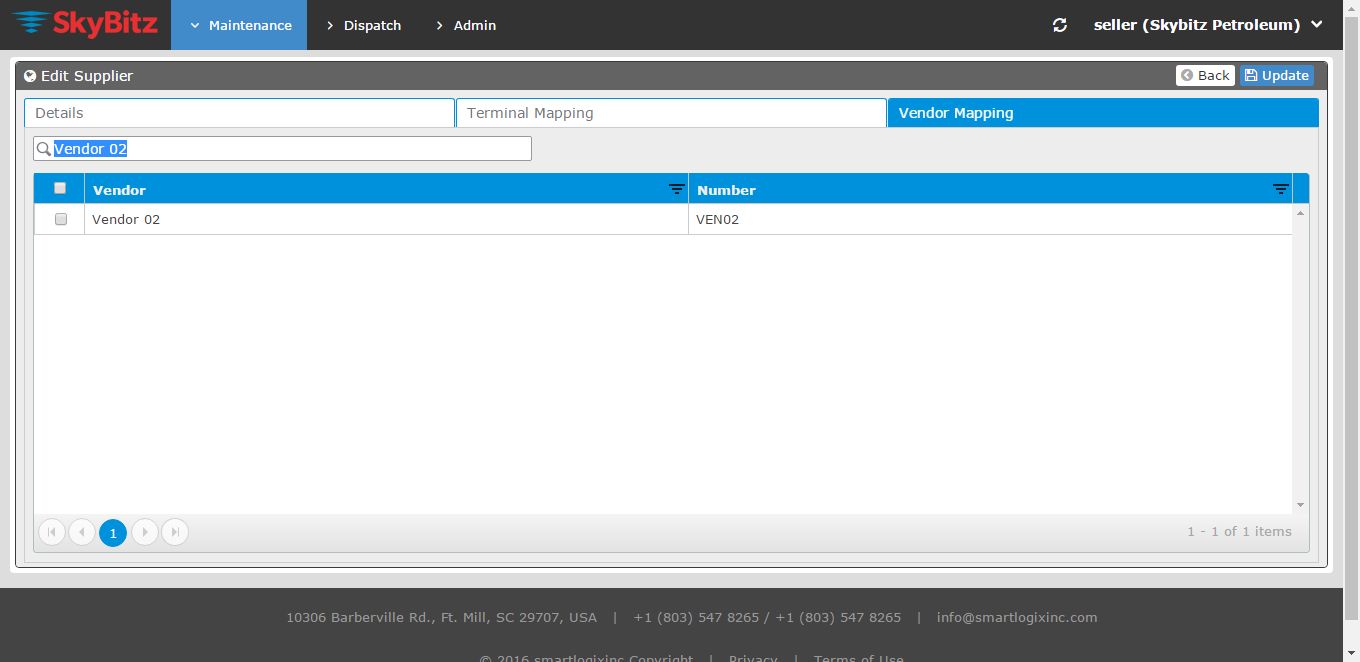 SkyBitz Maintenance Dispatch Admin seller (Skybitz Petroleum)
Edit Supplier Back Update
Details Terminal Mapping Vendor Mapping
Vendor 02
Vendor Number
Vendor 02 VEN02
1 1 - 1 of 1 items
10306 Barberville Rd., Ft. Mill, SC 29707, USA | +1 (803) 547 8265 / +1 (803) 547 8265 | info@smartlogixinc.com
© 2016 smartlogixinc Copyright | Privacy | Terms of Use